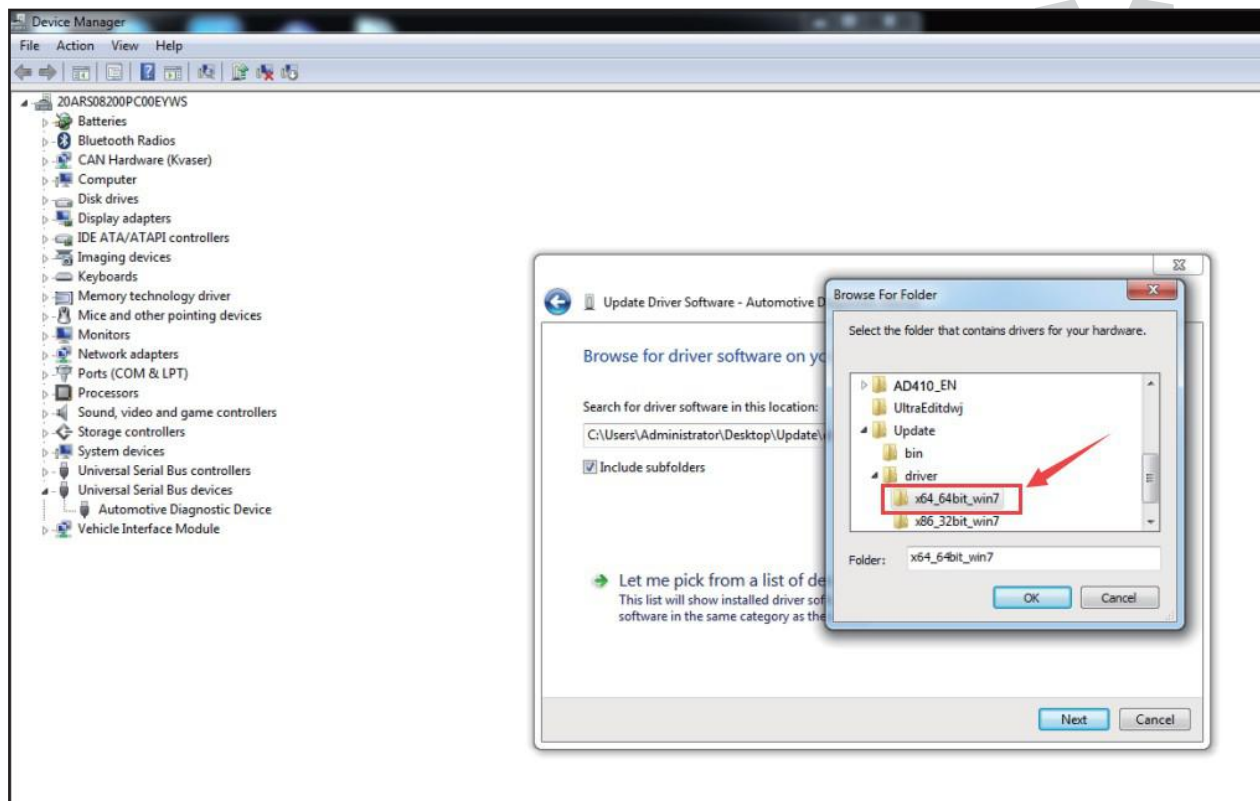 Device Manager
File Action View Help
20ARS08200PC00EYWS
Batteries
Bluetooth Radios
CAN Hardware (Kvaser)
Computer
Disk drives
Display adapters
IDE ATA/ATAPI controllers
Imaging devices
Keyboards
Memory technology driver
Mice and other pointing devices
Monitors
Network adapters
Ports (COM & LPT)
Processors
Sound, video and game controllers
Storage controllers
System devices
Universal Serial Bus controllers
Universal Serial Bus devices
Automotive Diagnostic Device
Vehicle Interface Module
Update Driver Software - Automotive D
Browse for driver software on yo
Search for driver software in this location:
C:\Users\Administrator\Desktop\Update\
Include subfolders
Let me pick from a list of de
This list will show installed driver sof
software in the same category as the
Next Cancel
Browse For Folder
Select the folder that contains drivers for your hardware.
AD410_EN
UltraEditdwj
Update
bin
driver
x64_64bit_win7
x86_32bit_win7
Folder: x64_64bit_win7
OK Cancel